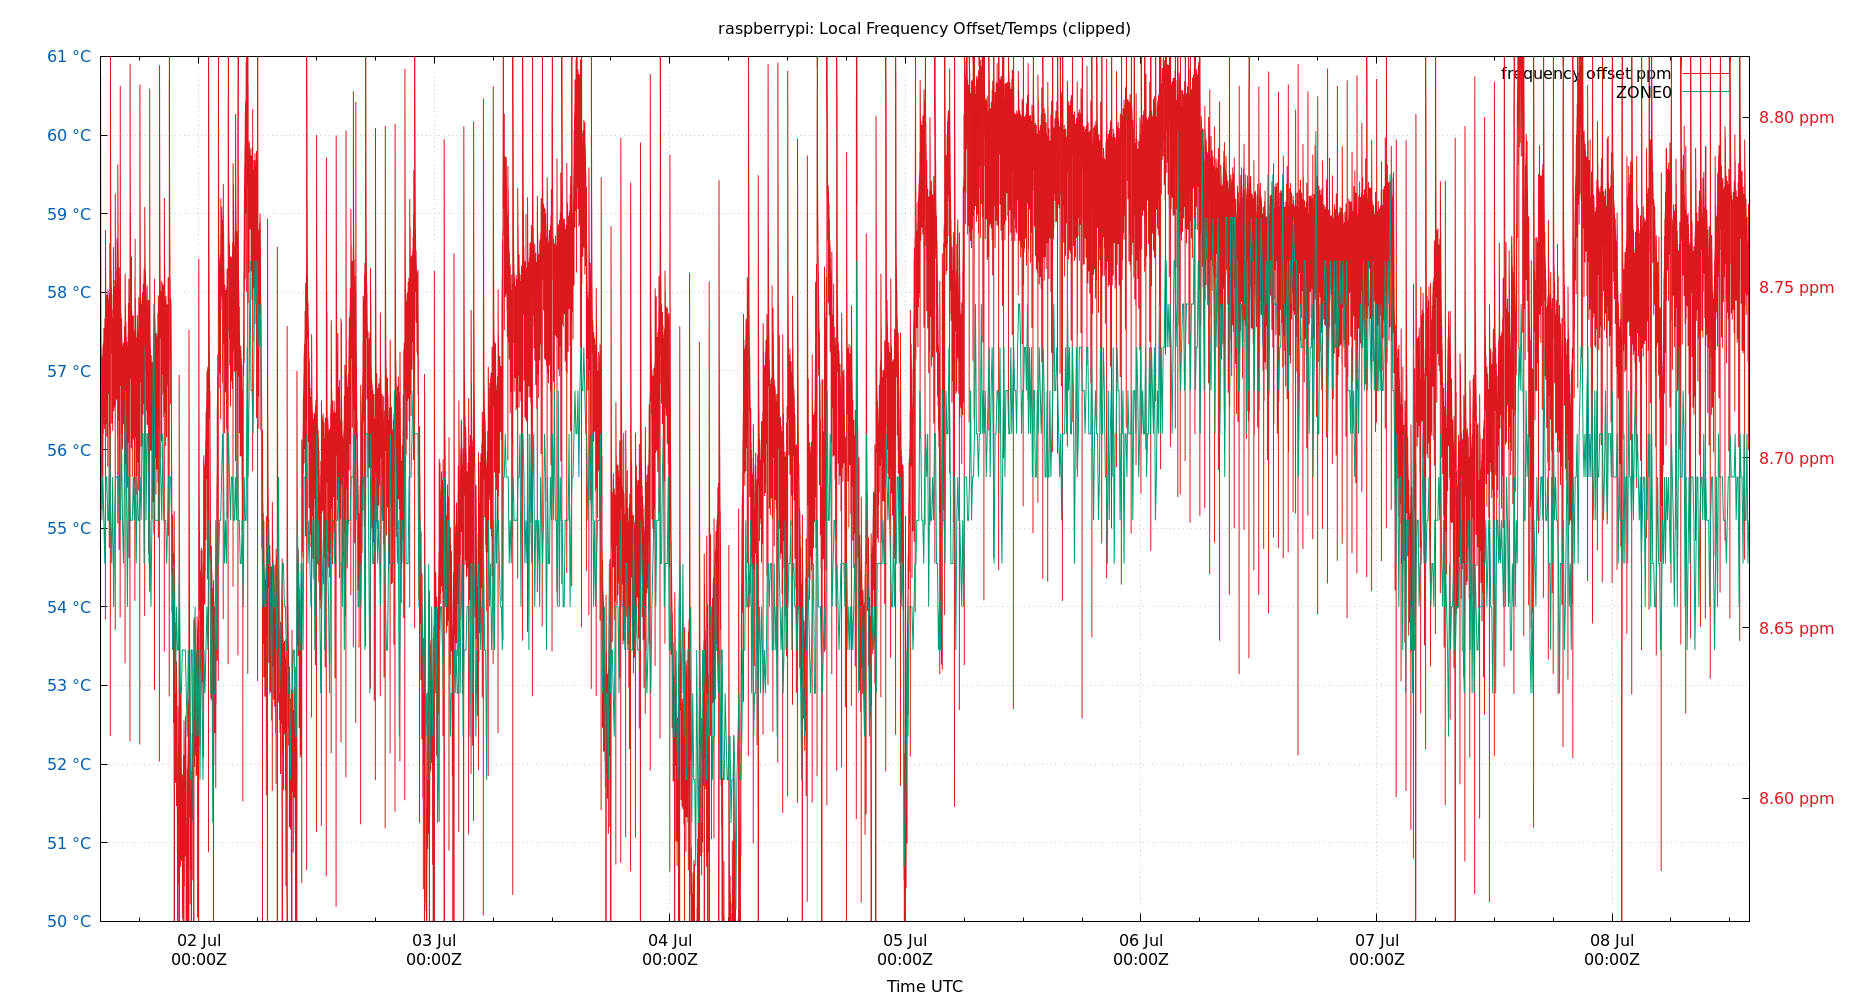 raspberrypi: Local Frequency Offset/Temps (clipped)
61 °C
60 °C
59 °C
58 °C
57 °C
56 °C
55 °C
54 °C
53 °C
52 °C
51 °C
50 °C
frequency offset ppm
ZONE0
8.80 ppm
8.75 ppm
8.70 ppm
8.65 ppm
8.60 ppm
02 Jul
00:00Z
03 Jul
00:00Z
04 Jul
00:00Z
05 Jul
00:00Z
06 Jul
00:00Z
07 Jul
00:00Z
08 Jul
00:00Z
Time UTC